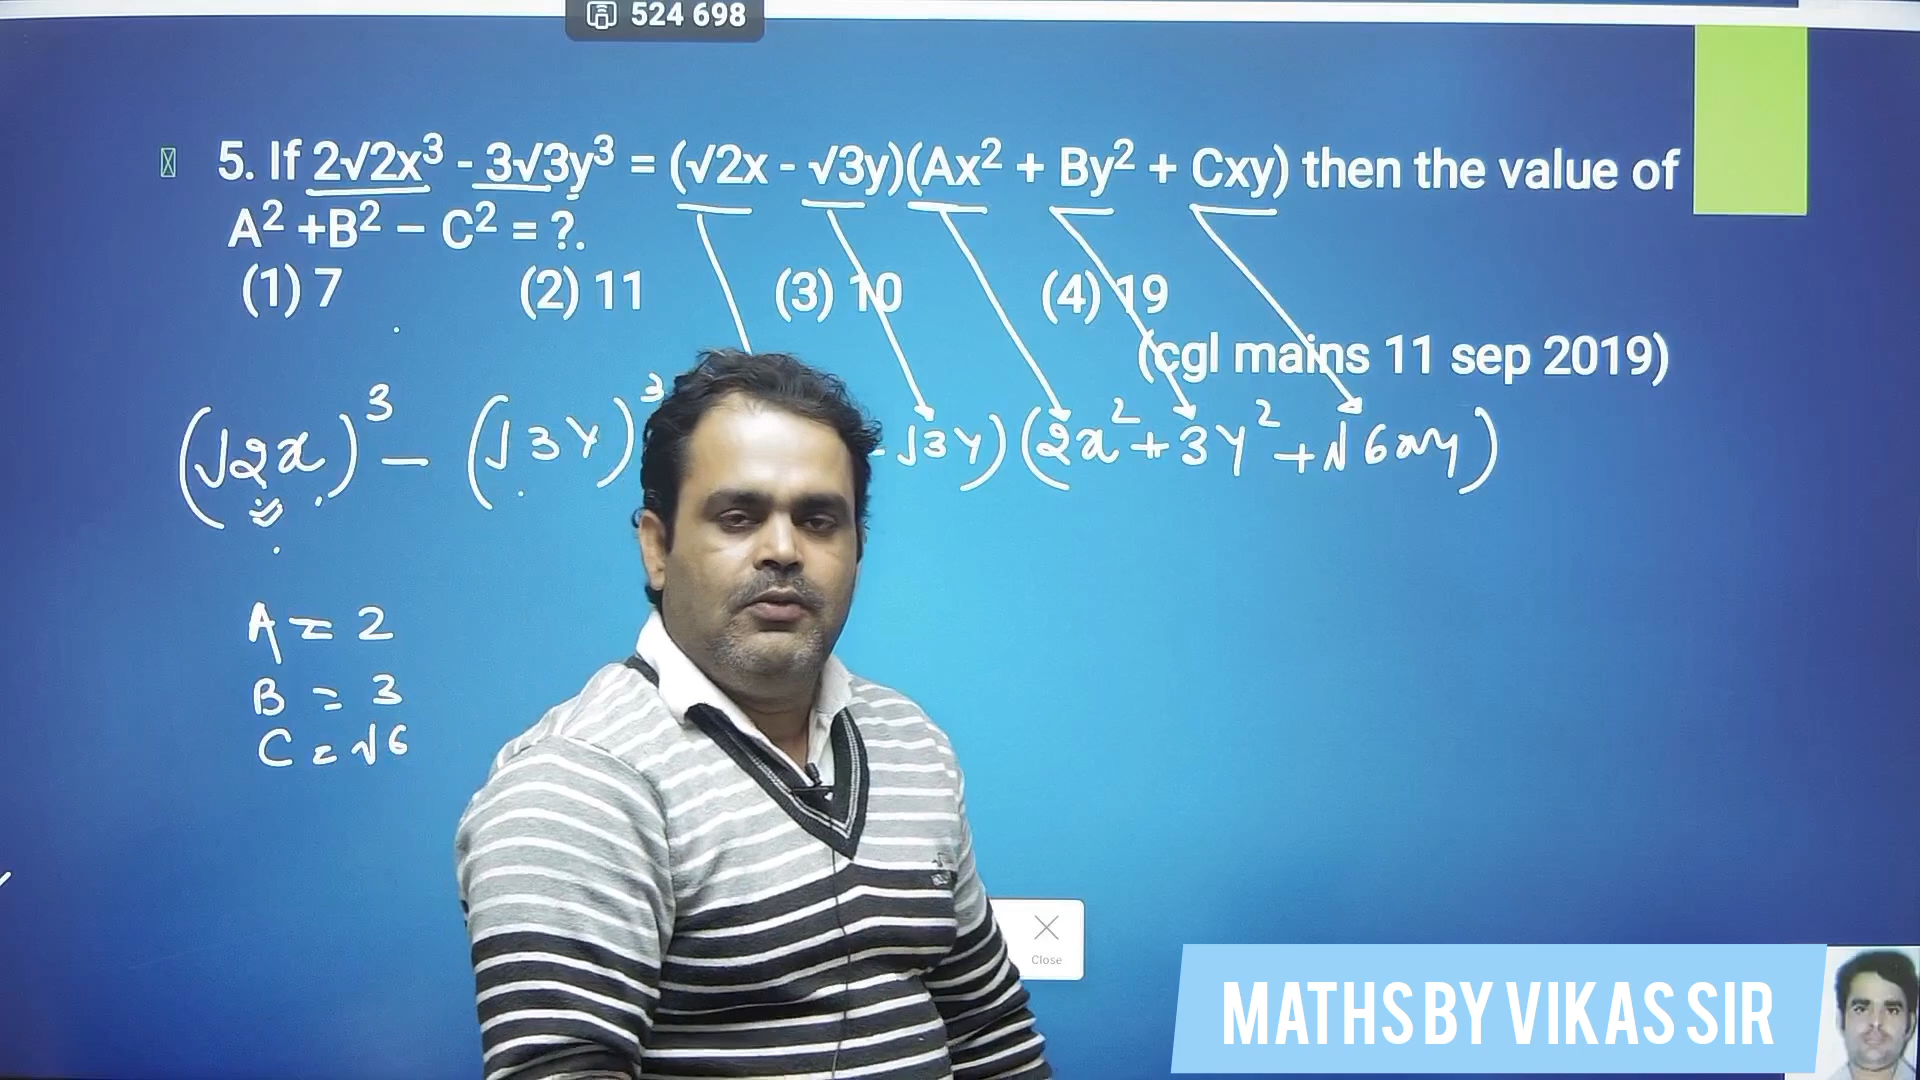 524 698
5. If 2√2x³ - 3√3y³ = (√2x - √3y)(Ax² + By² + Cxy) then the value of
A² +B² – C² = ?.
(1) 7 (2) 11 (3) 10 (4) 19
(cgl mains 11 sep 2019)
(√2x)³ - (√3y)³ - √3y)(2x² + 3y² + √6xy)
A = 2
B = 3
C = √6
Close
MATHS BY VIKAS SIR